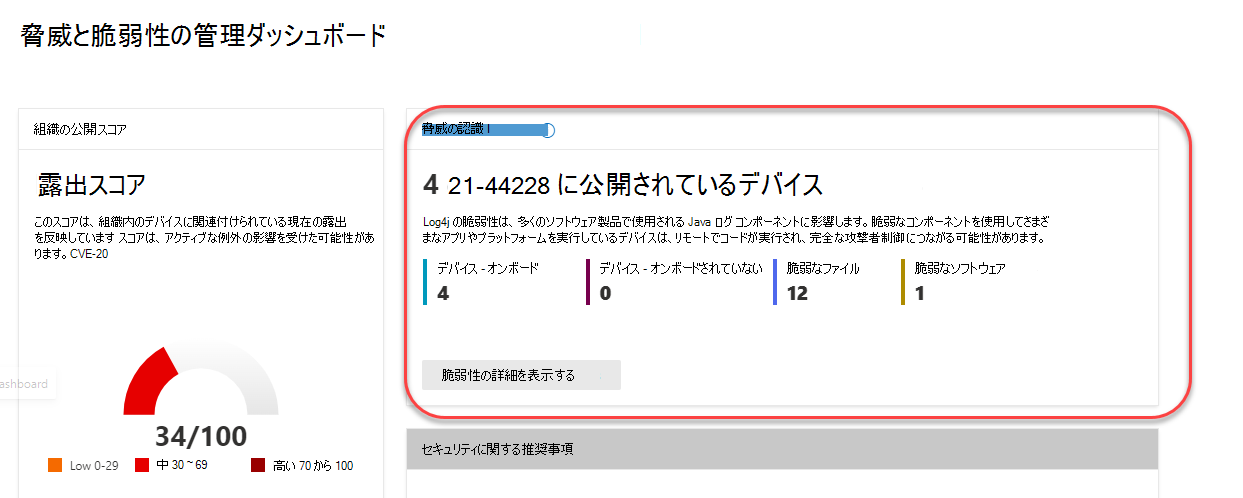 脅威と脆弱性の管理ダッシュボード
組織の公開スコア
露出スコア
このスコアは、組織内のデバイスに関連付けられている現在の露出
を反映しています スコアは、アクティブな例外の影響を受けた可能性があ
ります。CVE-20
ashboard
34/100
Low 0-29 中 30 ~ 69 高い 70 から 100
脅威の認識 I
4 21-44228 に公開されているデバイス
Log4j の脆弱性は、多くのソフトウェア製品で使用される Java ログ コンポーネントに影響します。脆弱なコンポーネントを使用してさまざ
まなアプリやプラットフォームを実行しているデバイスは、リモートでコードが実行され、完全な攻撃者制御につながる可能性があります。
デバイス - オンボード
4
デバイス - オンボードされていない
0
脆弱なファイル
12
脆弱なソフトウェア
1
脆弱性の詳細を表示する
セキュリティに関する推奨事項